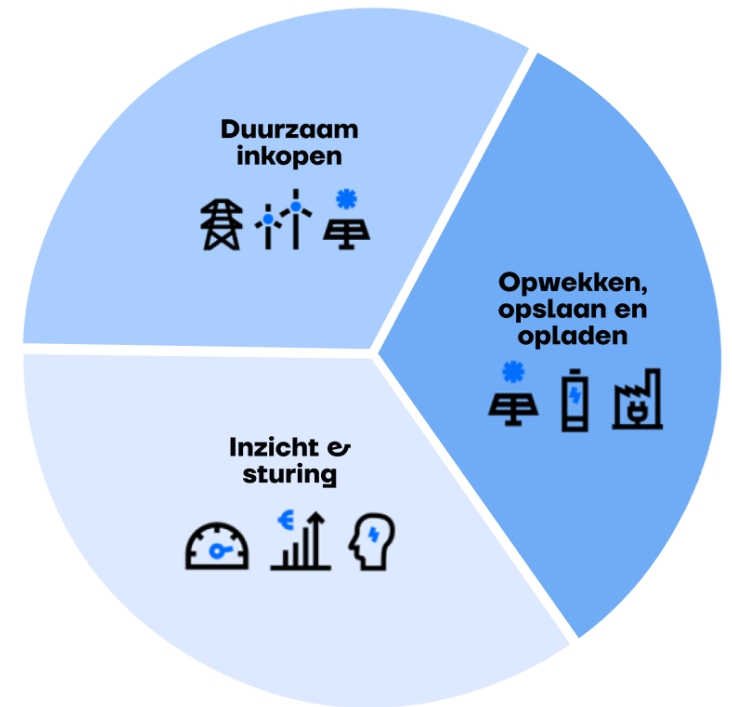 Duurzaam
inkopen
Opwekken,
opslaan en
opladen
Inzicht &
sturing
€